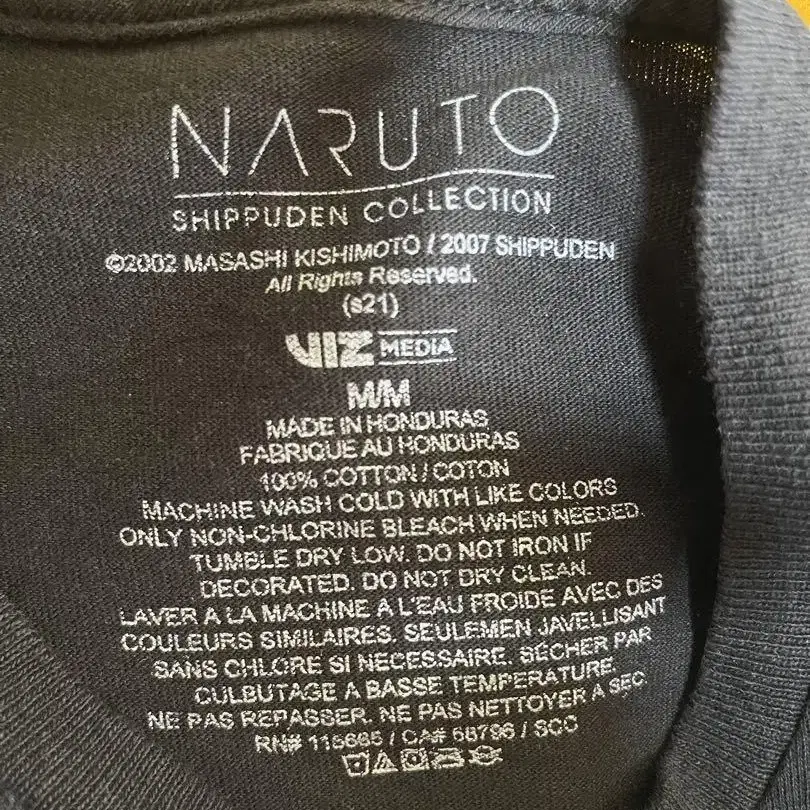 NARUTO
SHIPPUDEN COLLECTION
©2002 MASASHI KISHIMOTO / 2007 SHIPPUDEN
All Rights Reserved.
(s21)
VIZ MEDIA
M/M
MADE IN HONDURAS
FABRIQUE AU HONDURAS
100% COTTON / COTON
MACHINE WASH COLD WITH LIKE COLORS
ONLY NON-CHLORINE BLEACH WHEN NEEDED.
TUMBLE DRY LOW. DO NOT IRON IF
DECORATED. DO NOT DRY CLEAN.
LAVER A LA MACHINE À L'EAU FROIDE AVEC DES
COULEURS SIMILAIRES. SEULEMEN JAVELLISANT
SANS CHLORE SI NECESSAIRE. SECHER PAR
CULBUTAGE A BASSE TEMPERATURE.
NE PAS REPASSER. NE PAS NETTOYER A SEC.
RN# 115665 / CA# 56796 / SCC